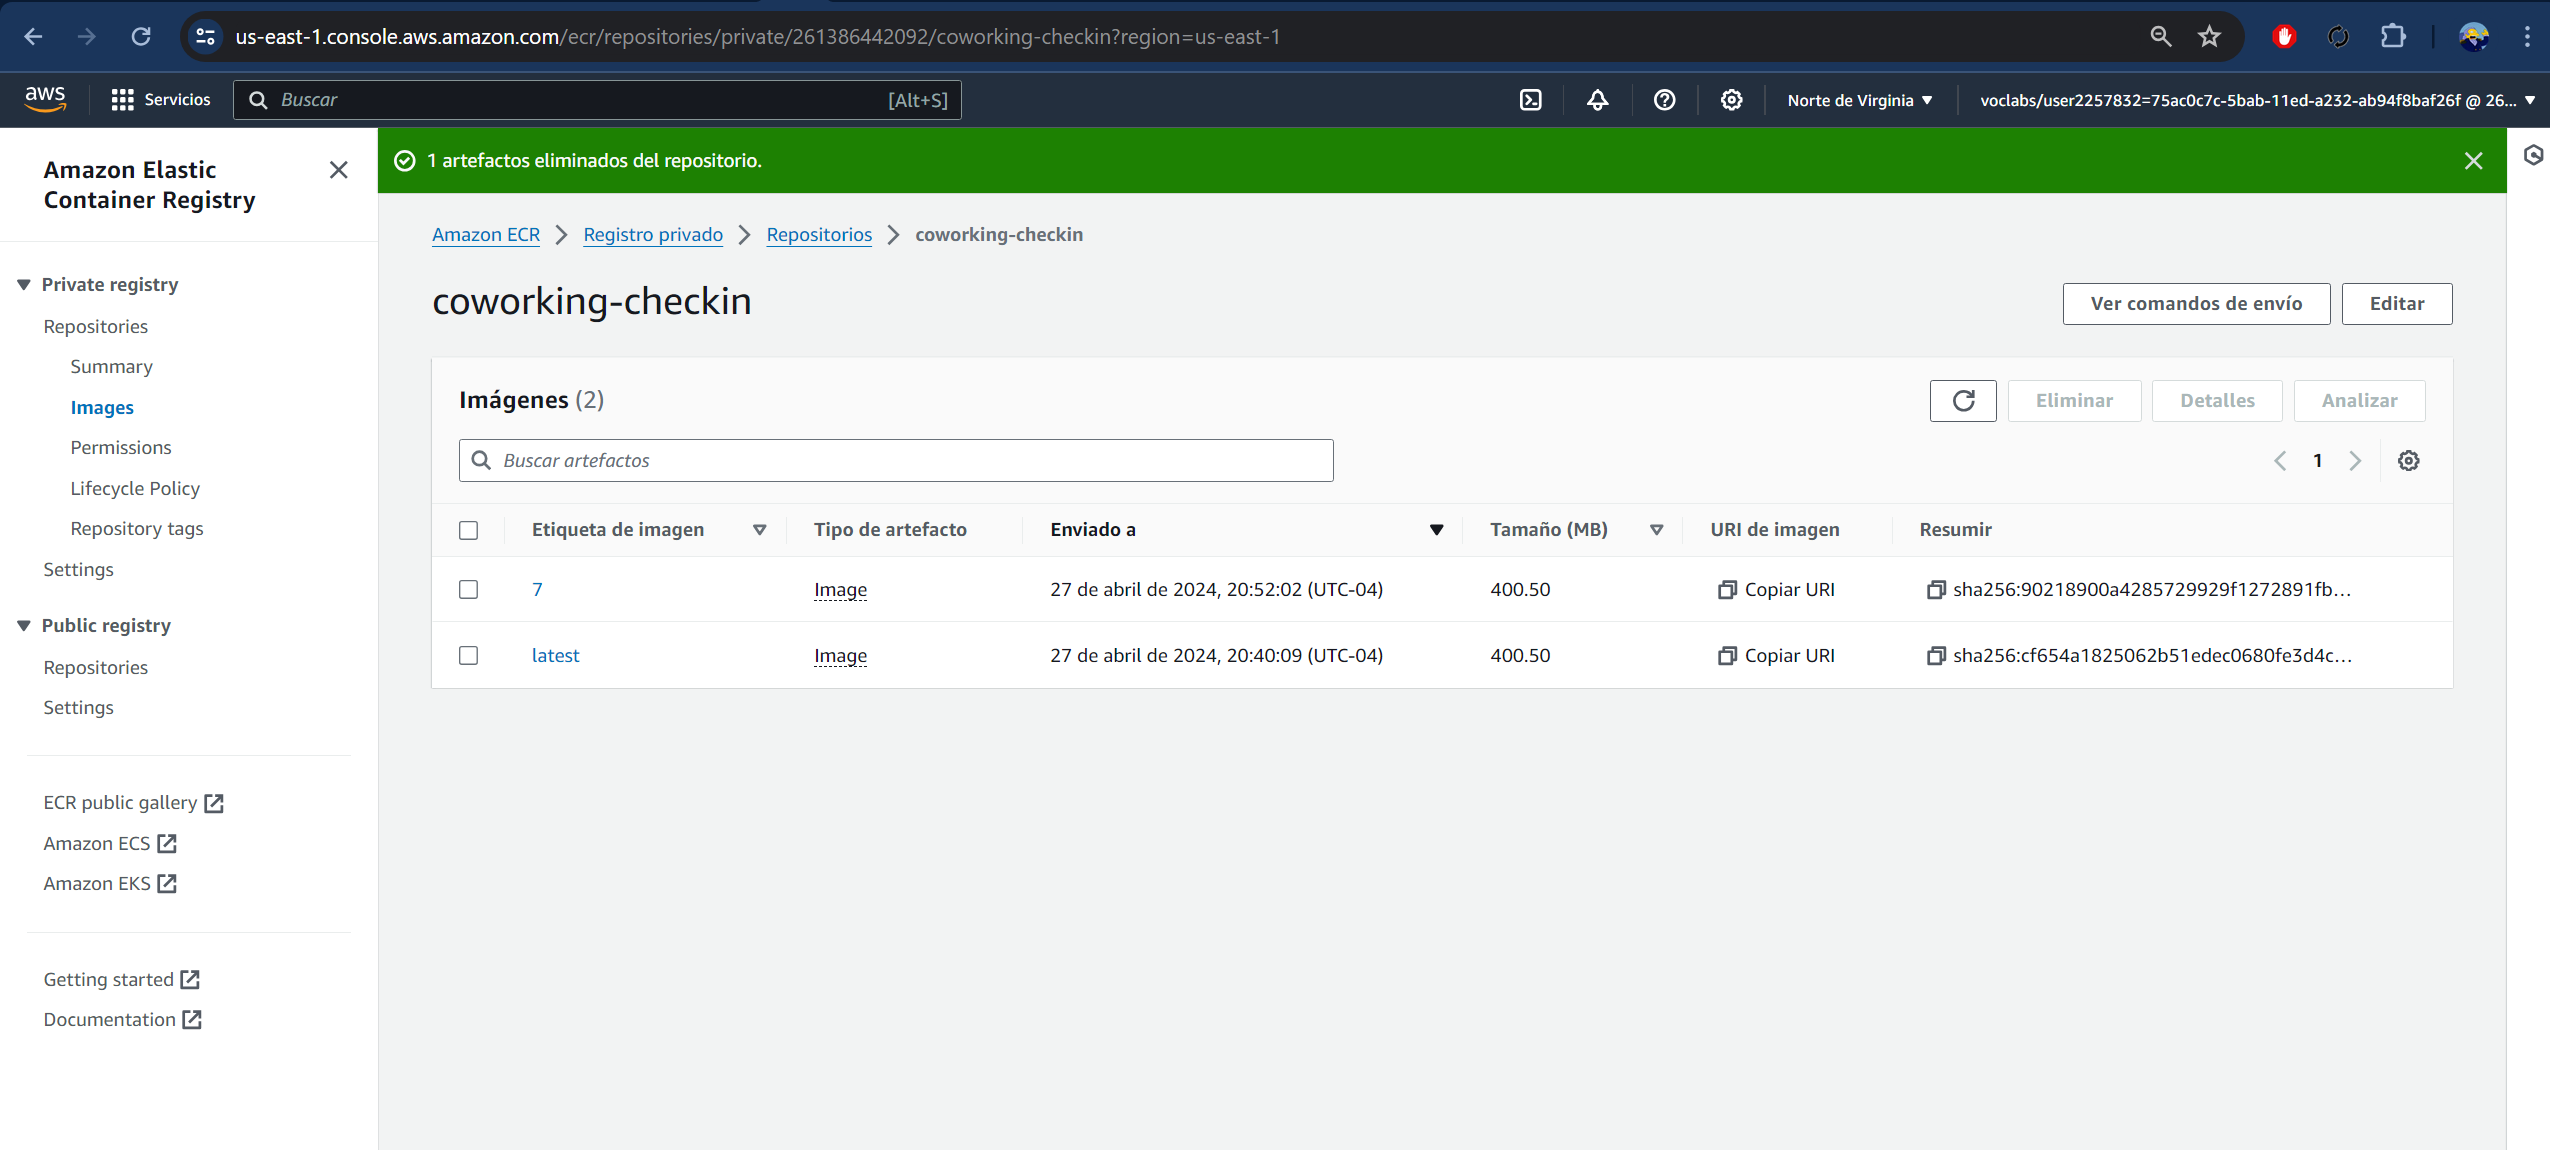 us-east-1.console.aws.amazon.com/ecr/repositories/private/261386442092/coworking-checkin?region=us-east-1
aws
Servicios
Buscar
[Alt+S]
Norte de Virginia
voclabs/user2257832=75ac0c7c-5bab-11ed-a232-ab94f8baf26f @ 26...
Amazon Elastic
Container Registry
Private registry
Repositories
Summary
Images
Permissions
Lifecycle Policy
Repository tags
Settings
Public registry
Repositories
Settings
ECR public gallery
Amazon ECS
Amazon EKS
Getting started
Documentation
1 artefactos eliminados del repositorio.
Amazon ECR
Registro privado
Repositorios
coworking-checkin
coworking-checkin
Ver comandos de envío
Editar
Imágenes (2)
Eliminar
Detalles
Analizar
Buscar artefactos
1
Etiqueta de imagen
Tipo de artefacto
Enviado a
Tamaño (MB)
URI de imagen
Resumir
7
Image
27 de abril de 2024, 20:52:02 (UTC-04)
400.50
Copiar URI
sha256:90218900a4285729929f1272891fb...
latest
Image
27 de abril de 2024, 20:40:09 (UTC-04)
400.50
Copiar URI
sha256:cf654a1825062b51edec0680fe3d4c...